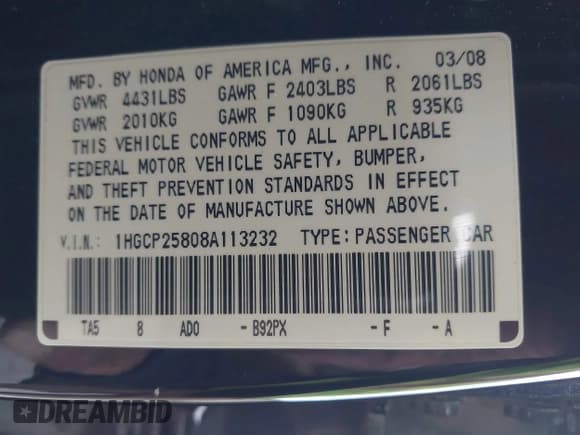 MFD. BY HONDA OF AMERICA MFG., INC. 03/08
GVWR 4431LBS GAWR F 2403LBS R 2061LBS
GVWR 2010KG GAWR F 1090KG R 935KG
THIS VEHICLE CONFORMS TO ALL APPLICABLE
FEDERAL MOTOR VEHICLE SAFETY, BUMPER,
AND THEFT PREVENTION STANDARDS IN EFFECT
ON THE DATE OF MANUFACTURE SHOWN ABOVE.
V.I.N.: 1HGCP25808A113232 TYPE:PASSENGER CAR
TA5 8 AD0 - B92PX - F - A
DREAMBID